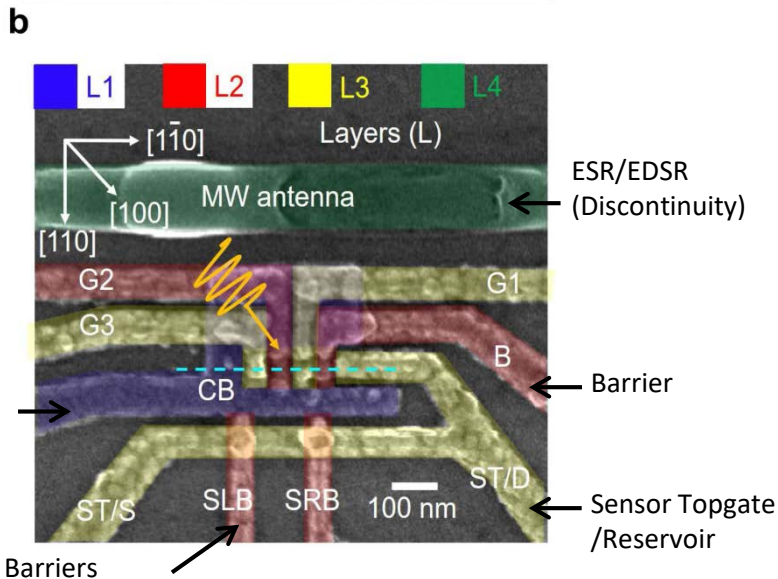 b
L1 L2 L3 L4
Layers (L)
[11̅0]
[100]
[110]
MW antenna
ESR/EDSR
(Discontinuity)
G2
G1
G3
B
CB
Barrier
ST/S
SLB
SRB
100 nm
ST/D
Sensor Topgate
/Reservoir
Barriers